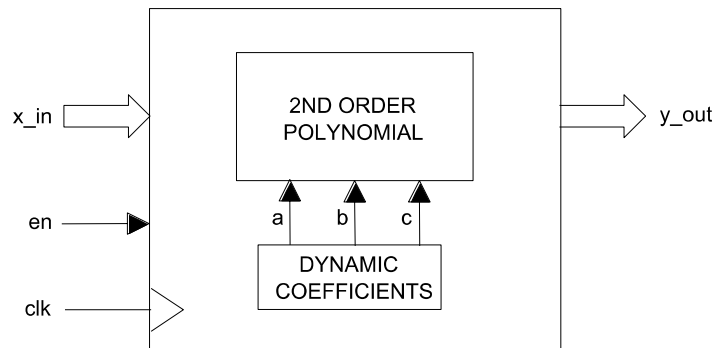 2ND ORDER
POLYNOMIAL
x_in
y_out
en
a
b
c
DYNAMIC
COEFFICIENTS
clk